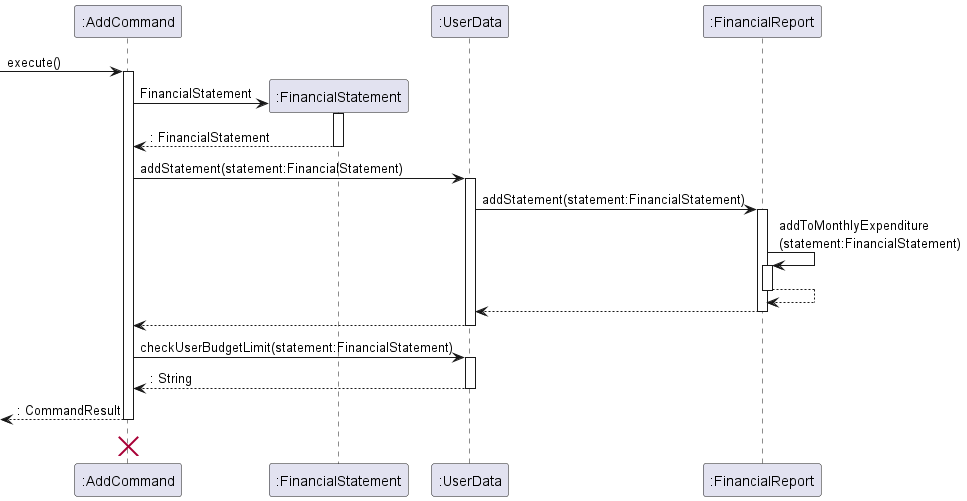 :AddCommand
:UserData
:FinancialReport
execute()
FinancialStatement
:FinancialStatement
: FinancialStatement
addStatement(statement:FinancialStatement)
addStatement(statement:FinancialStatement)
addToMonthlyExpenditure
(statement:FinancialStatement)
checkUserBudgetLimit(statement:FinancialStatement)
: String
: CommandResult
:AddCommand
:FinancialStatement
:UserData
:FinancialReport